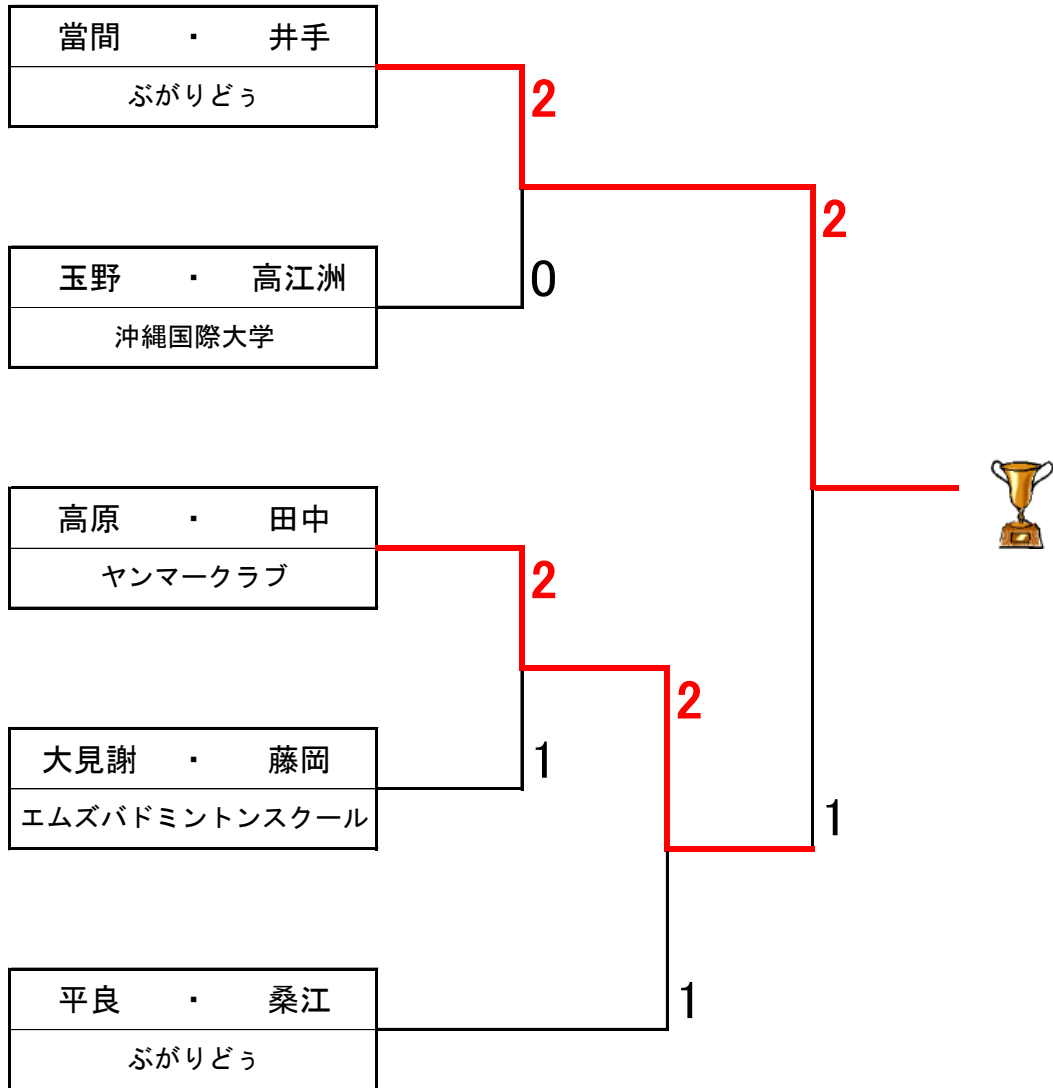 當間 ・ 井手
ぶがりどぅ
2
2
玉野 ・ 高江洲
0
沖縄国際大学
高原 ・ 田中
ヤンマークラブ
2
2
大見謝 ・ 藤岡
1
エムズバドミントンスクール
1
平良 ・ 桑江
1
ぶがりどぅ